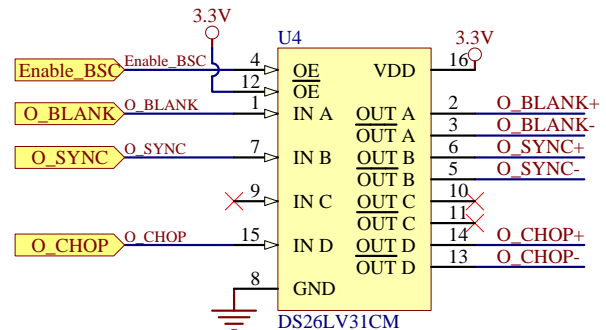 3.3V
U4
3.3V
Enable_BSC
Enable_BSC
4
OE
VDD
16
12
OE
O_BLANK
O_BLANK
1
IN A
OUT A
2
O_BLANK+
OUT A
3
O_BLANK-
O_SYNC
O_SYNC
7
IN B
OUT B
6
O_SYNC+
OUT B
5
O_SYNC-
9
IN C
OUT C
10
OUT C
11
O_CHOP
O_CHOP
15
IN D
OUT D
14
O_CHOP+
OUT D
13
O_CHOP-
8
GND
DS26LV31CM